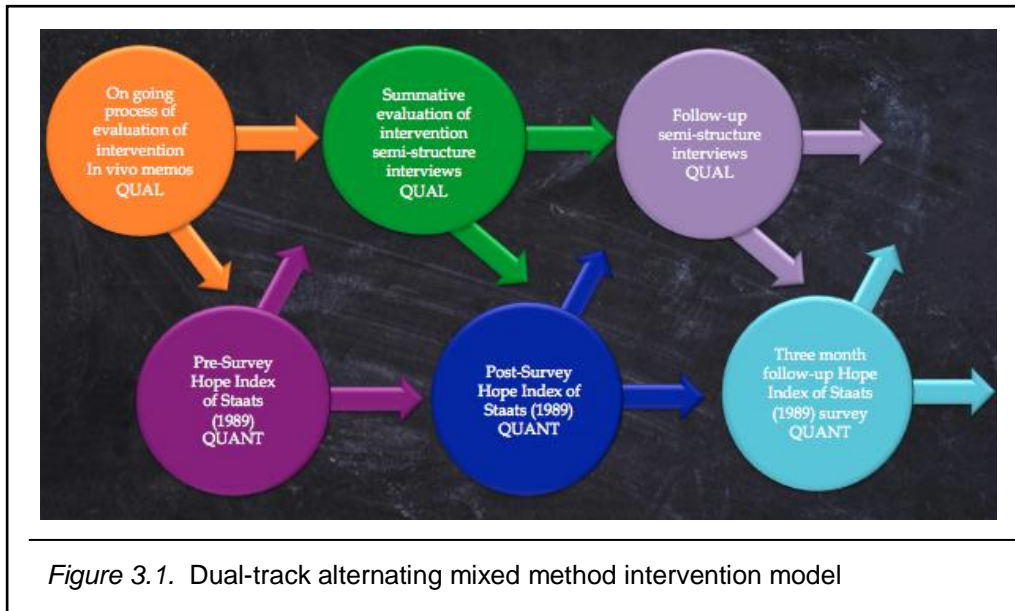 On going
process of
evaluation of
intervention
In vivo memos
QUAL
Summative
evaluation of
intervention
semi-structure
interviews
QUAL
Follow-up
semi-structure
interviews
QUAL
Pre-Survey
Hope Index
of Staats
(1989)
QUANT
Post-Survey
Hope Index of
Staats (1989)
QUANT
Three month
follow-up Hope
Index of Staats
(1989) survey
QUANT
Figure 3.1. Dual-track alternating mixed method intervention model